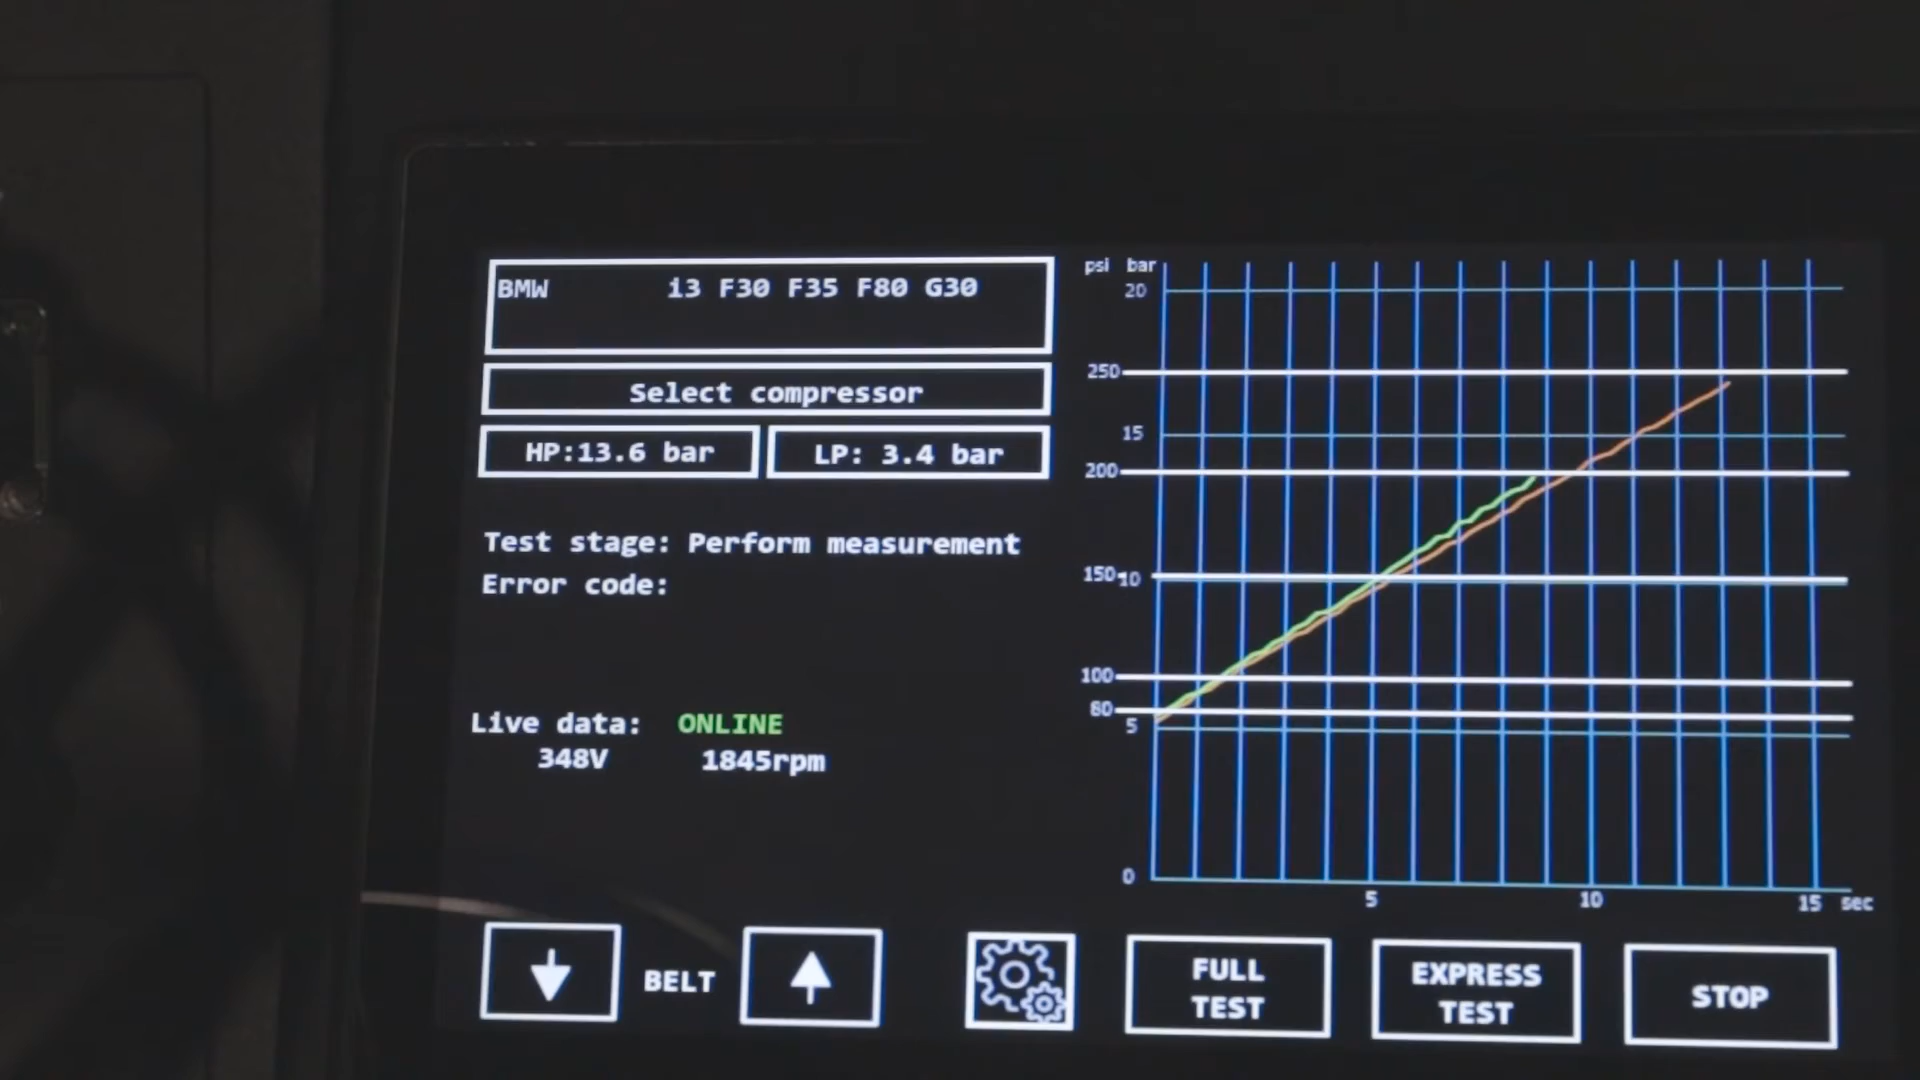 BMW i3 F30 F35 F80 G30
Select compressor
HP:13.6 bar
LP: 3.4 bar
Test stage: Perform measurement
Error code:
Live data: ONLINE
348V 1845rpm
psi bar
20
250
15
200
150
10
100
80
5
0
5 10 15 sec
BELT
FULL
TEST
EXPRESS
TEST
STOP